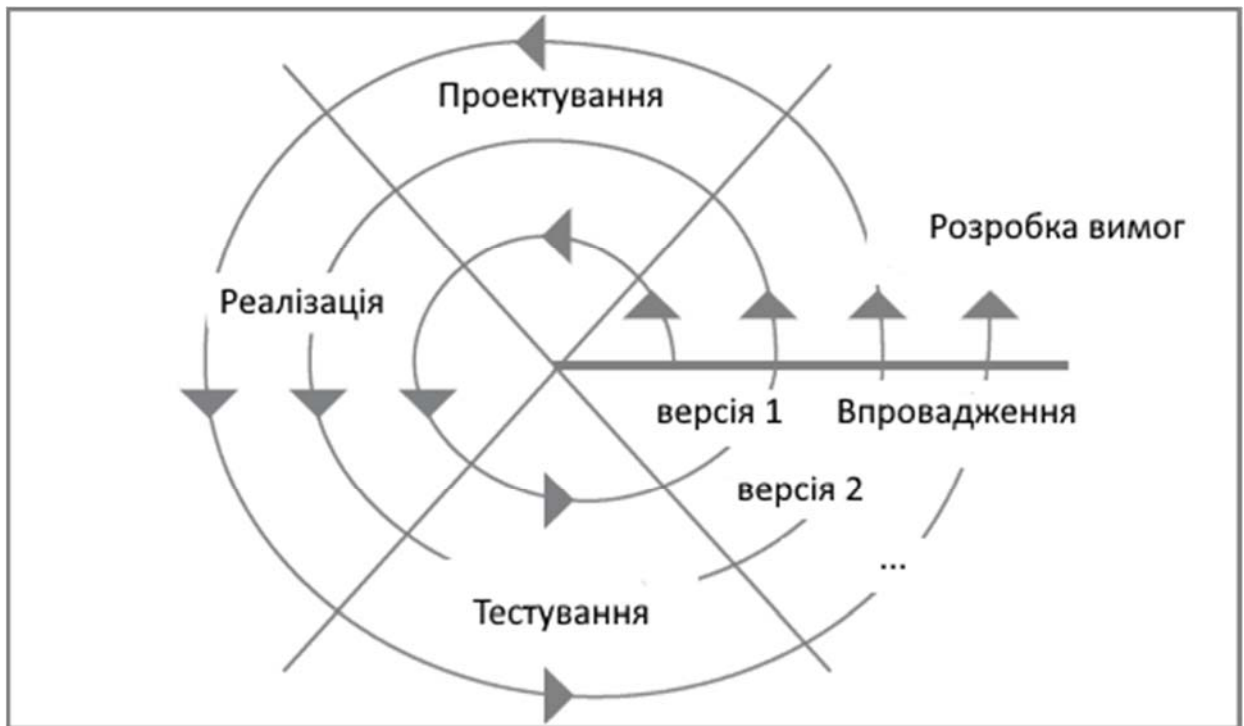 Проектування
Розробка вимог
Реалізація
версія 1
Впровадження
версія 2
...
Тестування